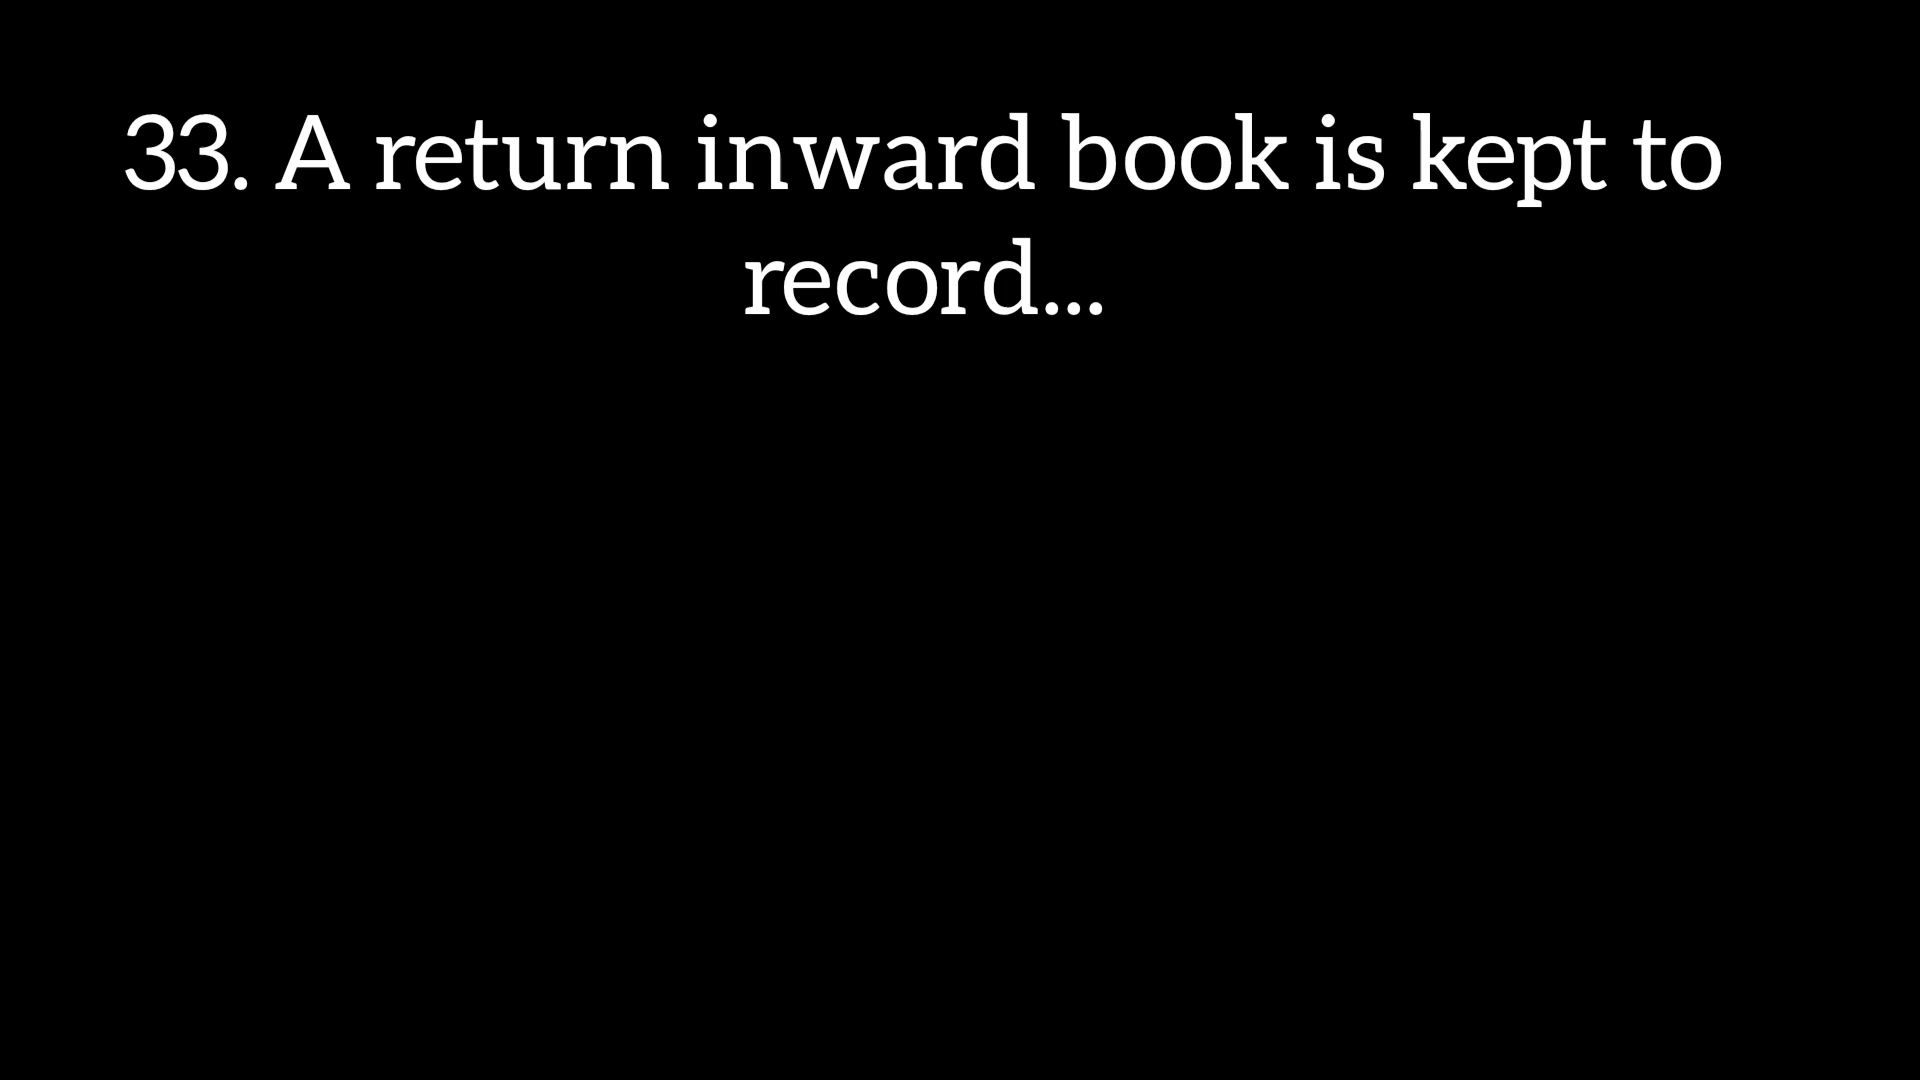 33. A return inward book is kept to
record...